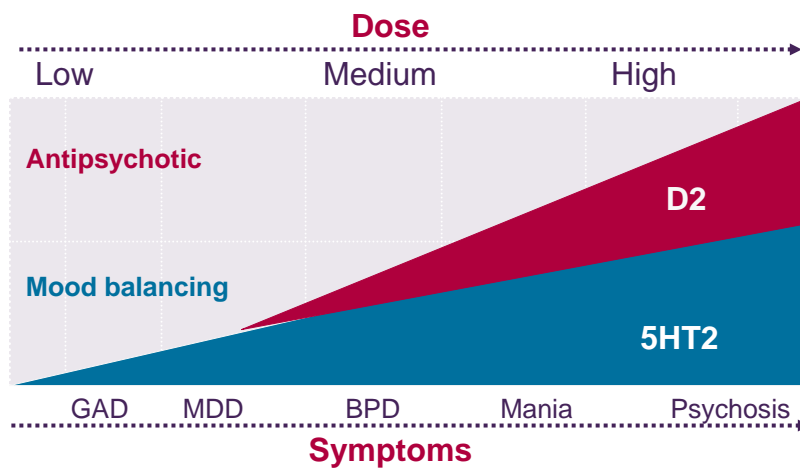 Dose
Low Medium High
Antipsychotic
D2
Mood balancing
5HT2
GAD MDD BPD Mania Psychosis
Symptoms